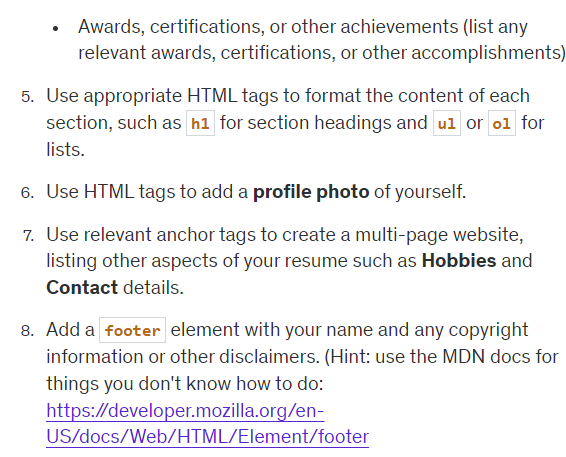 • Awards, certifications, or other achievements (list any
relevant awards, certifications, or other accomplishments)
5. Use appropriate HTML tags to format the content of each
section, such as h1 for section headings and ul or ol for
lists.
6. Use HTML tags to add a profile photo of yourself.
7. Use relevant anchor tags to create a multi-page website,
listing other aspects of your resume such as Hobbies and
Contact details.
8. Add a footer element with your name and any copyright
information or other disclaimers. (Hint: use the MDN docs for
things you don't know how to do:
https://developer.mozilla.org/en-
US/docs/Web/HTML/Element/footer